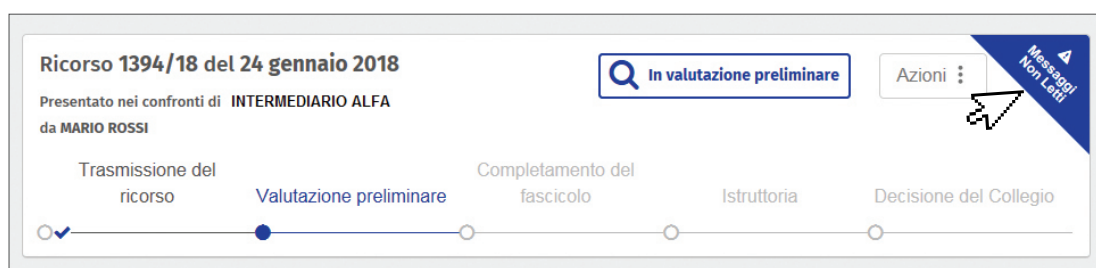 Ricorso 1394/18 del 24 gennaio 2018
In valutazione preliminare
Azioni
Messaggi
Non Letti
Presentato nei confronti di INTERMEDIARIO ALFA
da MARIO ROSSI
Trasmissione del
ricorso
Valutazione preliminare
Completamento del
fascicolo
Istruttoria
Decisione del Collegio